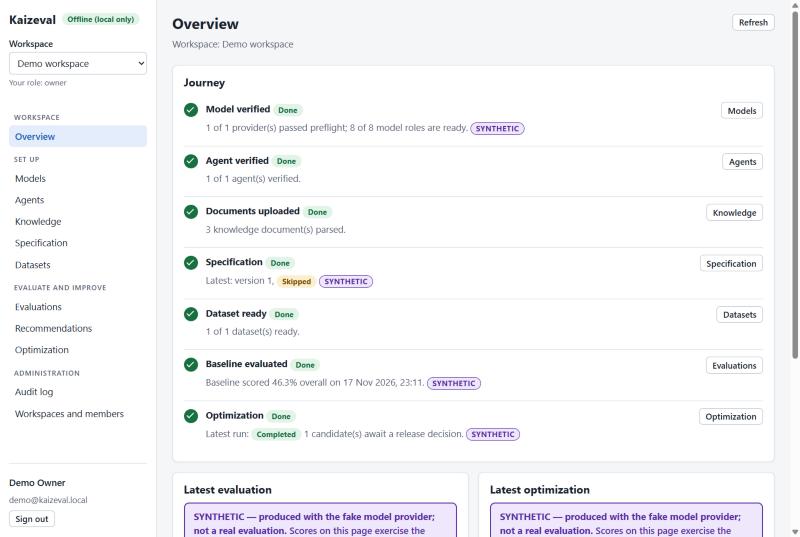 Kaizeval Offline (local only)
Workspace
Demo workspace
Your role: owner
WORKSPACE
Overview
SET UP
Models
Agents
Knowledge
Specification
Datasets
EVALUATE AND IMPROVE
Evaluations
Recommendations
Optimization
ADMINISTRATION
Audit log
Workspaces and members
Demo Owner
demo@kaizeval.local
Sign out
Overview
Refresh
Workspace: Demo workspace
Journey
Model verified Done
Models
1 of 1 provider(s) passed preflight; 8 of 8 model roles are ready. SYNTHETIC
Agent verified Done
Agents
1 of 1 agent(s) verified.
Documents uploaded Done
Knowledge
3 knowledge document(s) parsed.
Specification Done
Specification
Latest: version 1, Skipped SYNTHETIC
Dataset ready Done
Datasets
1 of 1 dataset(s) ready.
Baseline evaluated Done
Evaluations
Baseline scored 46.3% overall on 17 Nov 2026, 23:11. SYNTHETIC
Optimization Done
Optimization
Latest run: Completed 1 candidate(s) await a release decision. SYNTHETIC
Latest evaluation
SYNTHETIC — produced with the fake model provider;
not a real evaluation. Scores on this page exercise the
Latest optimization
SYNTHETIC — produced with the fake model provider;
not a real evaluation. Scores on this page exercise the